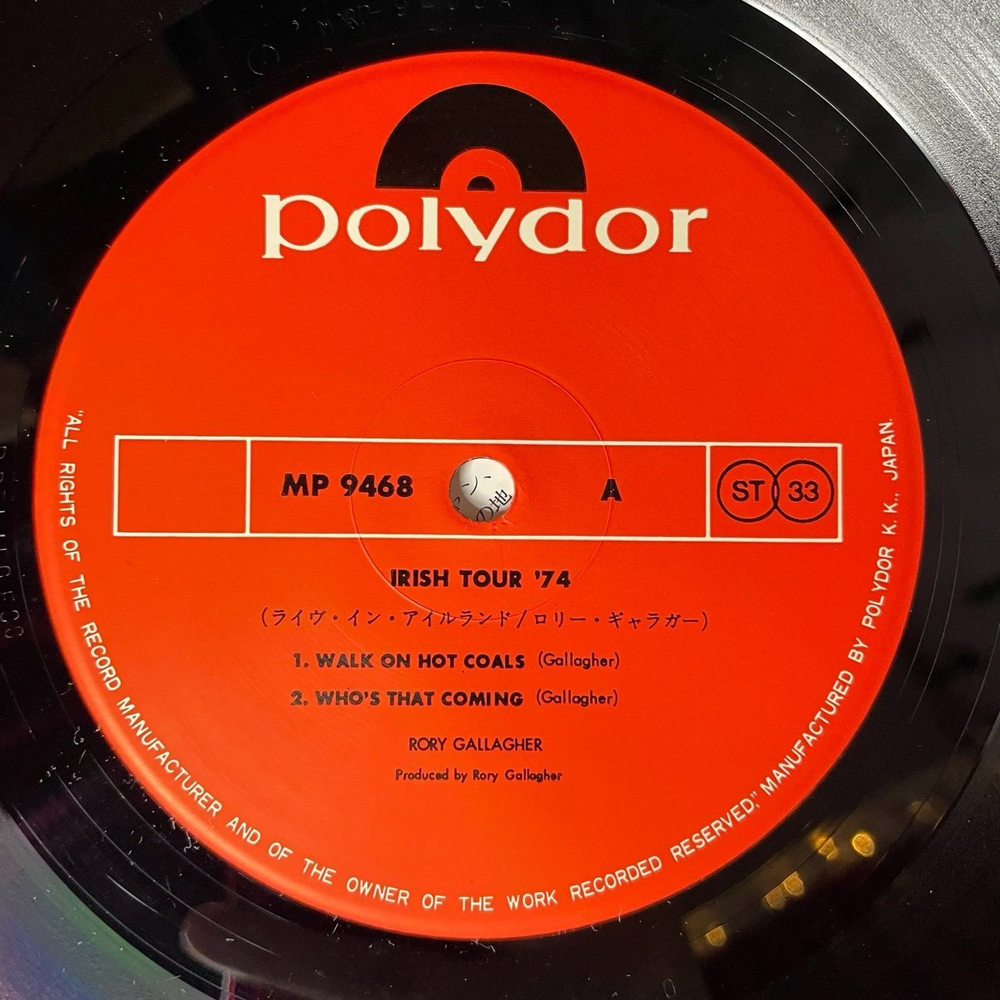 polydor
MP 9468 A ST 33
IRISH TOUR '74
(ライヴ・イン・アイルランド/ロリー・ギャラガー)
1. WALK ON HOT COALS (Gallagher)
2. WHO'S THAT COMING (Gallagher)
RORY GALLAGHER
Produced by Rory Gallagher
"ALL RIGHTS OF THE RECORD MANUFACTURER AND OF THE OWNER OF THE WORK RECORDED RESERVED," MANUFACTURED BY POLYDOR K. K., JAPAN.
の地